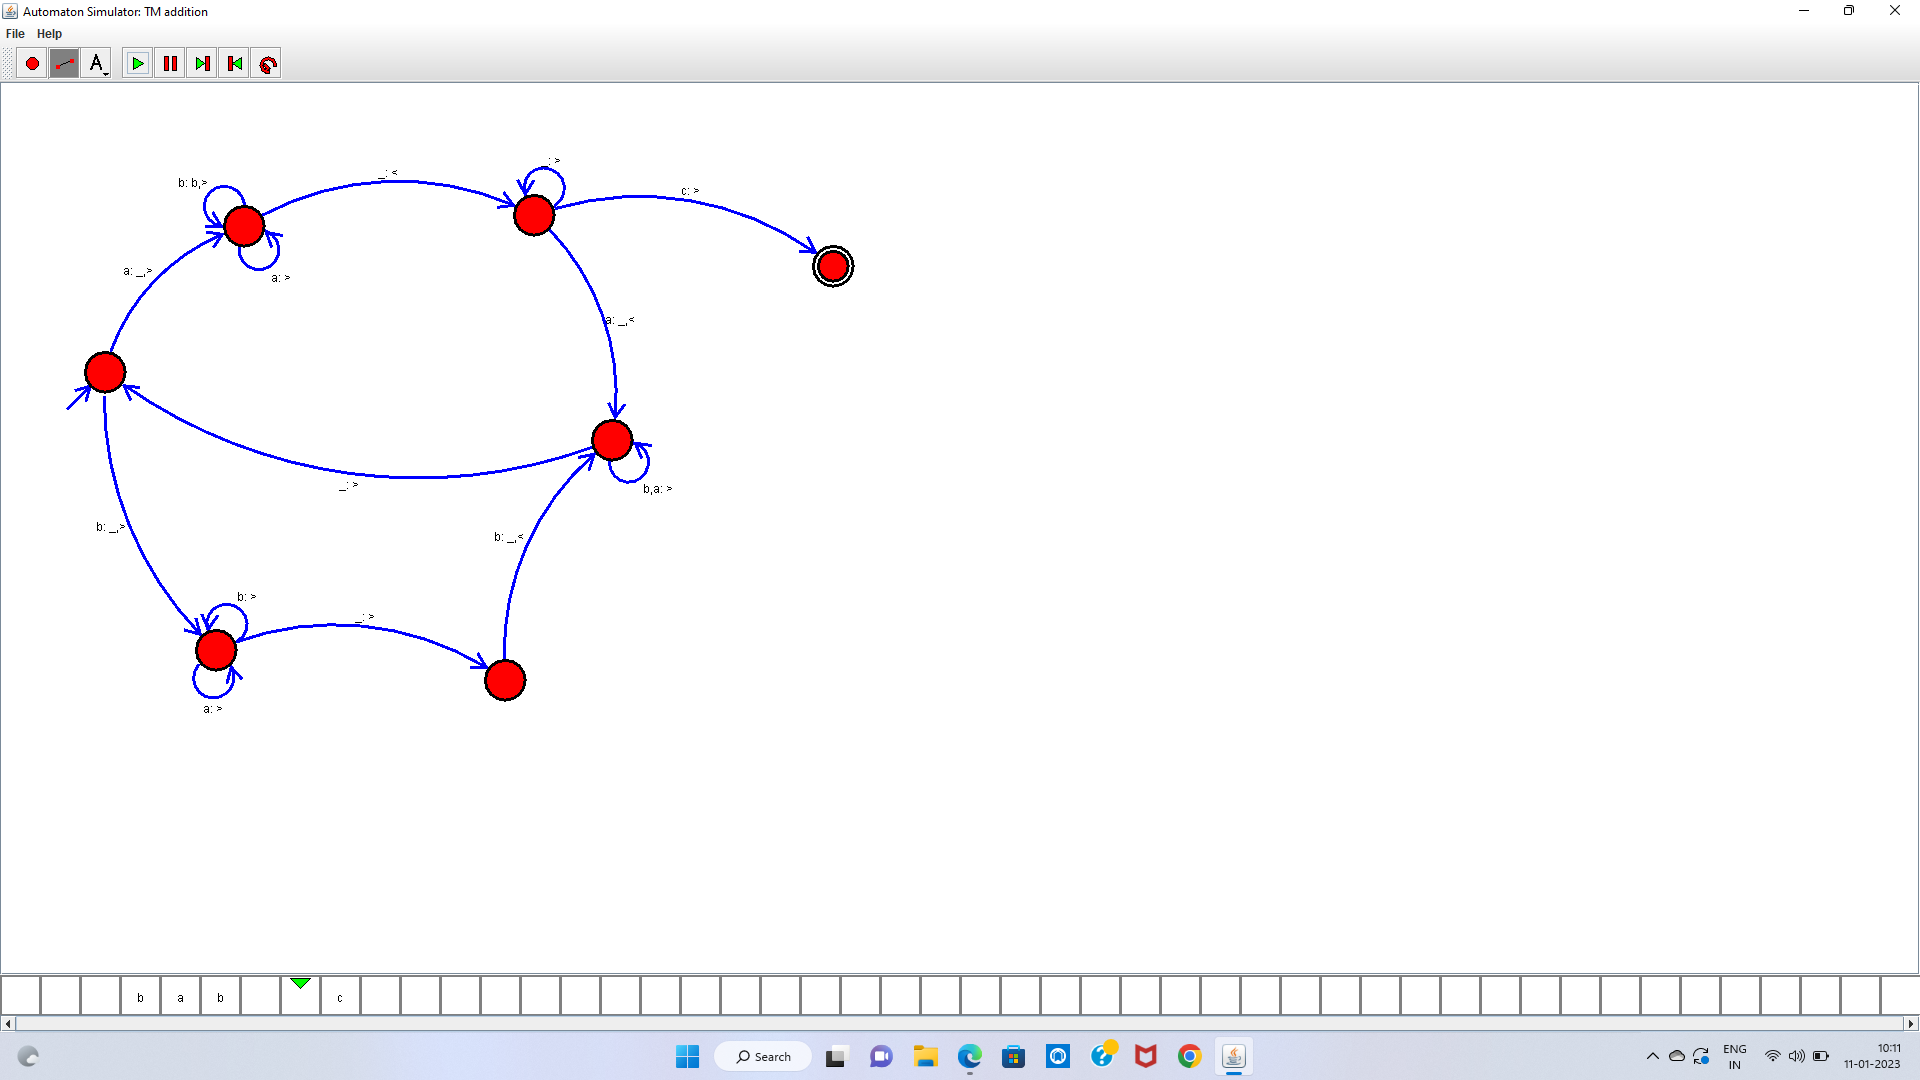 Automaton Simulator: TM addition
File Help
A
: >
_: <
b: b,>
c: >
a: _,>
a: >
a: _,<
_: >
b,a: >
b: _,>
b: _,<
b: >
_: >
a: >
b a b c
Search
ENG
IN
10:11
11-01-2023